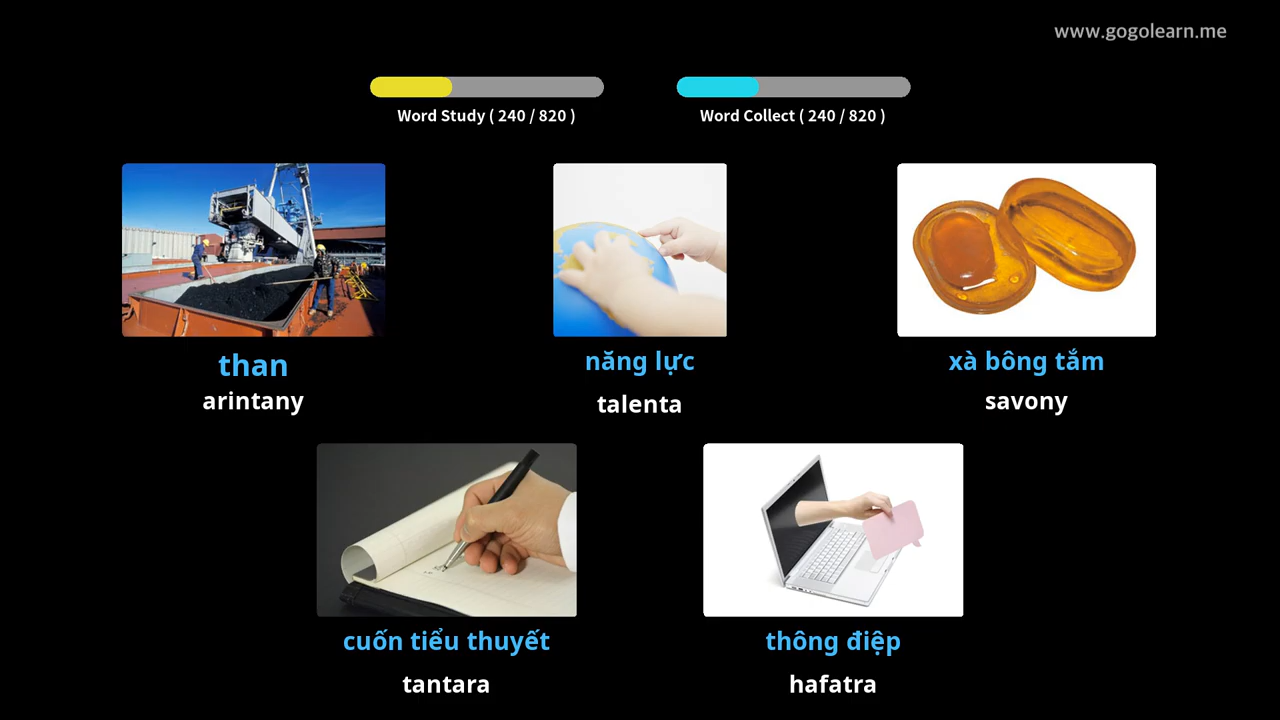 www.gogolearn.me
Word Study ( 240 / 820 )
Word Collect ( 240 / 820 )
than
arintany
năng lực
talenta
xà bông tắm
savony
cuốn tiểu thuyết
tantara
thông điệp
hafatra